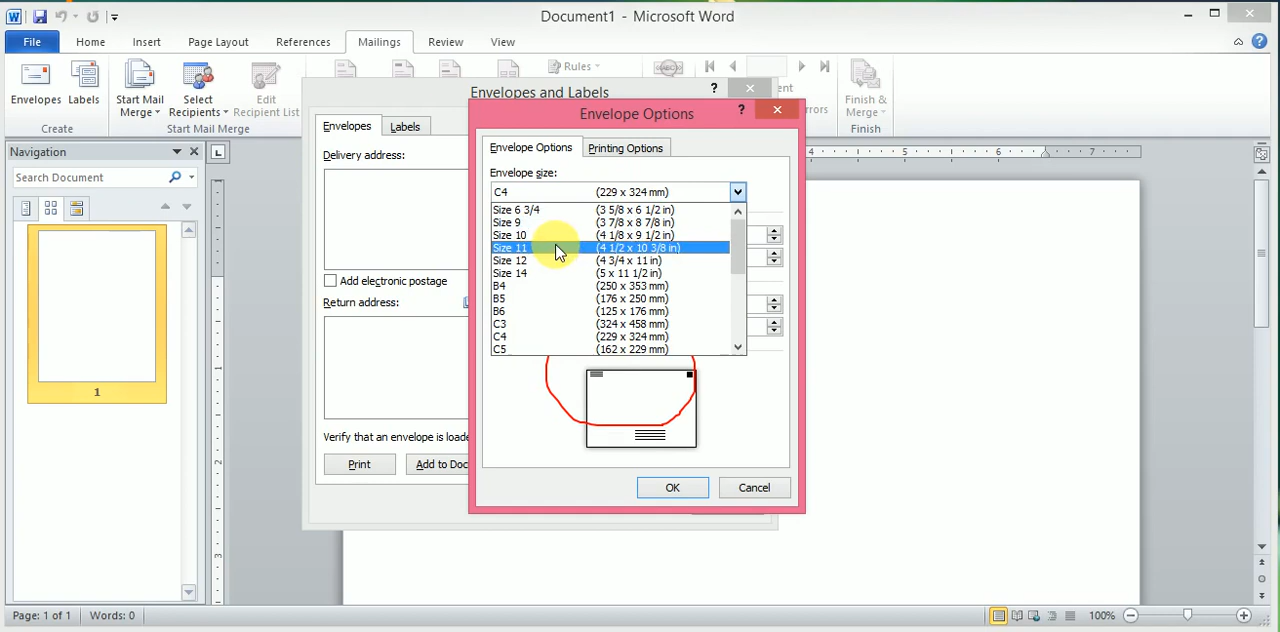 Document1 - Microsoft Word
File Home Insert Page Layout References Mailings Review View
Envelopes Labels Start Mail Merge Select Recipients Edit Recipient List Rules Finish & Merge
Create Start Mail Merge Finish
Envelopes and Labels ?
Envelope Options ?
Navigation
Search Document
1
Envelopes Labels
Delivery address:
Add electronic postage
Return address:
Print Add to Doc
Envelope Options Printing Options
Envelope size:
C4 (229 x 324 mm)
Size 6 3/4 (3 5/8 x 6 1/2 in)
Size 9 (3 7/8 x 8 7/8 in)
Size 10 (4 1/8 x 9 1/2 in)
Size 11 (4 1/2 x 10 3/8 in)
Size 12 (4 3/4 x 11 in)
Size 14 (5 x 11 1/2 in)
B4 (250 x 353 mm)
B5 (176 x 250 mm)
B6 (125 x 176 mm)
C3 (324 x 458 mm)
C4 (229 x 324 mm)
C5 (162 x 229 mm)
Verify that an envelope is loade
OK Cancel
4 5 6 7
1
2
3
Page: 1 of 1 Words: 0 100%